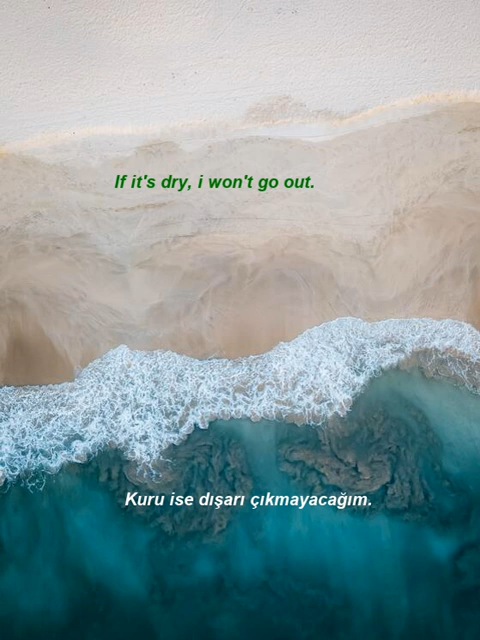 If it's dry, i won't go out.
Kuru ise dışarı çıkmayacağım.